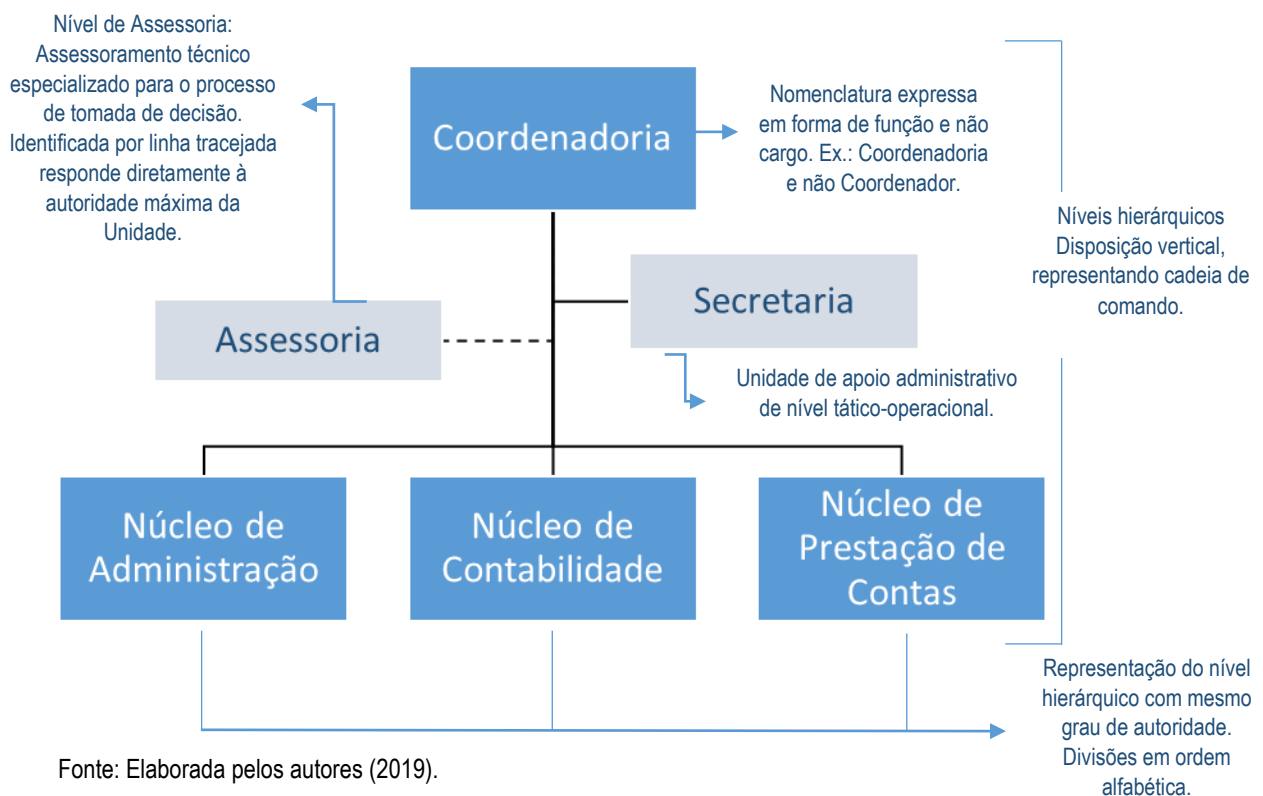 Nível de Assessoria:
Assessoramento técnico
especializado para o processo
de tomada de decisão.
Identificada por linha tracejada
responde diretamente à
autoridade máxima da
Unidade.
Coordenadoria
Nomenclatura expressa
em forma de função e não
cargo. Ex.: Coordenadoria
e não Coordenador.
Níveis hierárquicos
Disposição vertical,
representando cadeia de
comando.
Secretaria
Assessoria
Unidade de apoio administrativo
de nível tático-operacional.
Núcleo de
Administração
Núcleo de
Contabilidade
Núcleo de
Prestação de
Contas
Representação do nível
hierárquico com mesmo
grau de autoridade.
Divisões em ordem
alfabética.
Fonte: Elaborada pelos autores (2019).